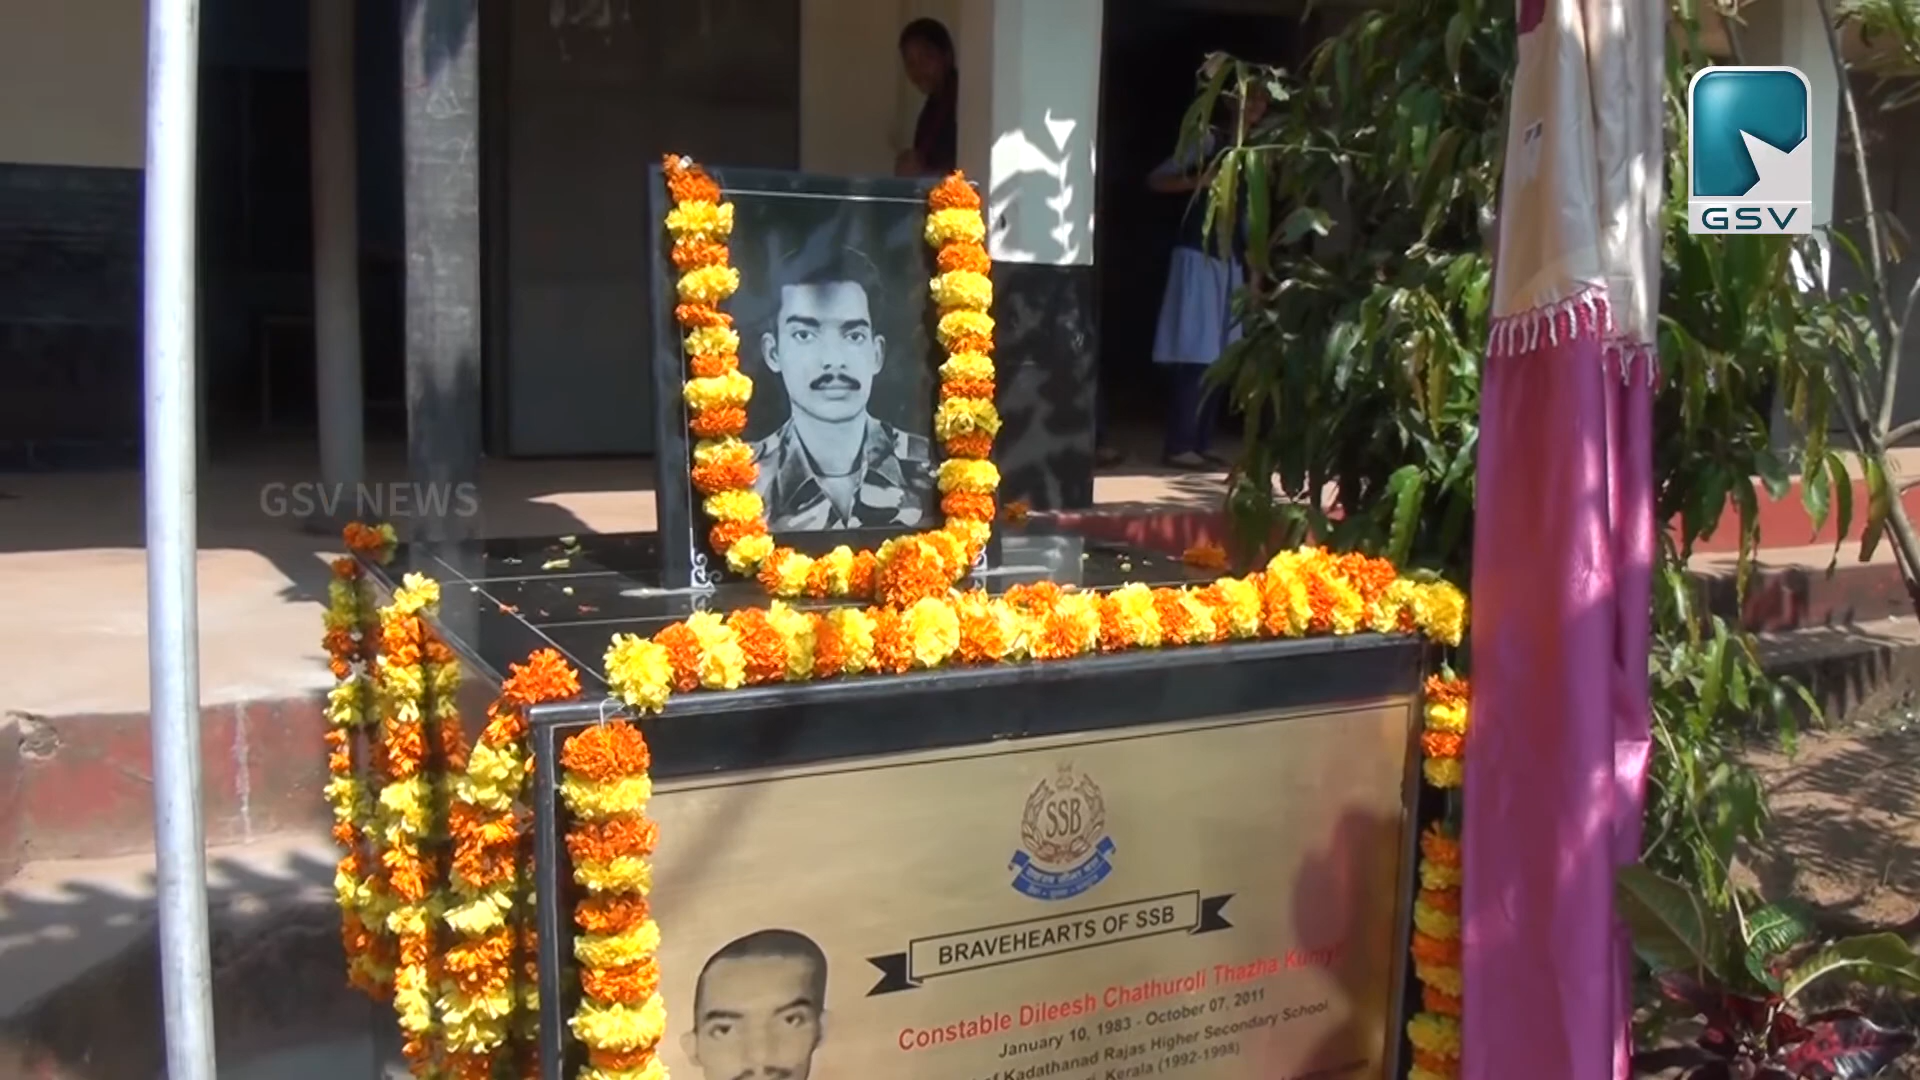 GSV
GSV NEWS
SSB
BRAVEHEARTS OF SSB
Constable Dileesh Chathuroli Thazha
January 10, 1983 - October 07, 2011
of Kadathanad Rajas Higher Secondary School
Kerala (1992-1998)